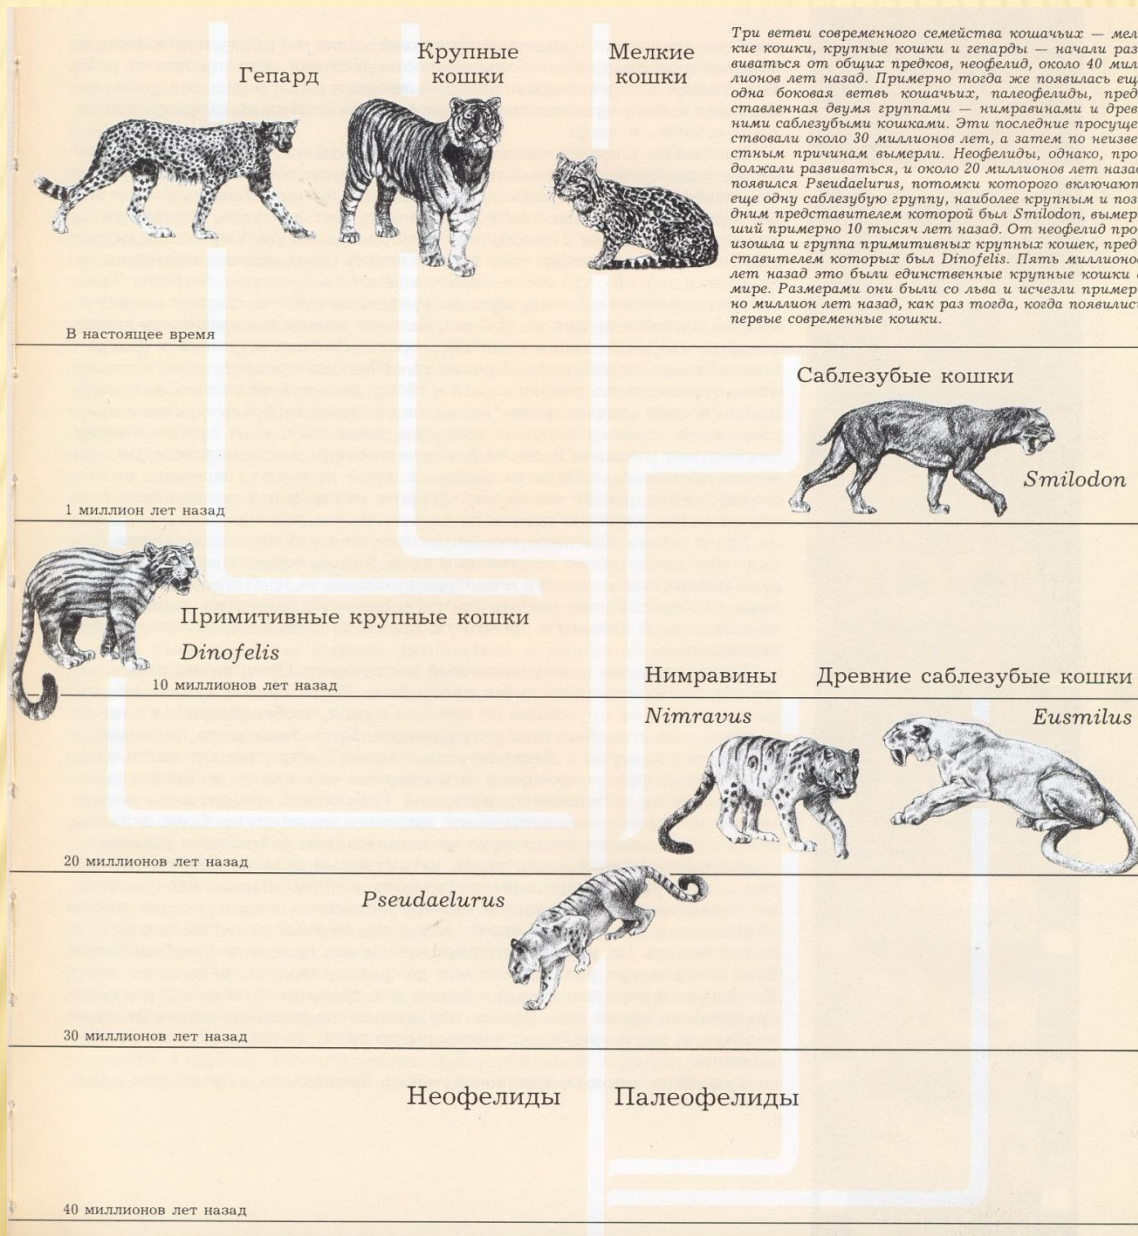 Гепард
Крупные
кошки
Мелкие
кошки
Три ветви современного семейства кошачьих — мел-
кие кошки, крупные кошки и гепарды — начали раз-
виваться от общих предков, неофелид, около 40 мил-
лионов лет назад. Примерно тогда же появилась ещ
одна боковая ветвь кошачьих, палеофелиды, пред-
ставленная двумя группами — нимравинами и древ-
ними саблезубыми кошками. Эти последние просуще-
ствовали около 30 миллионов лет, а затем по неизве-
стным причинам вымерли. Неофелиды, однако, про-
должали развиваться, и около 20 миллионов лет назад
появился Pseudaelurus, потомки которого включают
еще одну саблезубую группу, наиболее крупным и поз-
дним представителем которой был Smilodon, вымер-
ший примерно 10 тысяч лет назад. От неофелид про-
изошла и группа примитивных крупных кошек, пред-
ставителем которых был Dinofelis. Пять миллионов
лет назад это были единственные крупные кошки в
мире. Размерами они были со льва и исчезли пример-
но миллион лет назад, как раз тогда, когда появились
первые современные кошки.
В настоящее время
Саблезубые кошки
Smilodon
1 миллион лет назад
Примитивные крупные кошки
Dinofelis
10 миллионов лет назад
Нимравины
Древние саблезубые кошки
Nimravus
Eusmilus
20 миллионов лет назад
Pseudaelurus
30 миллионов лет назад
Неофелиды
Палеофелиды
40 миллионов лет назад